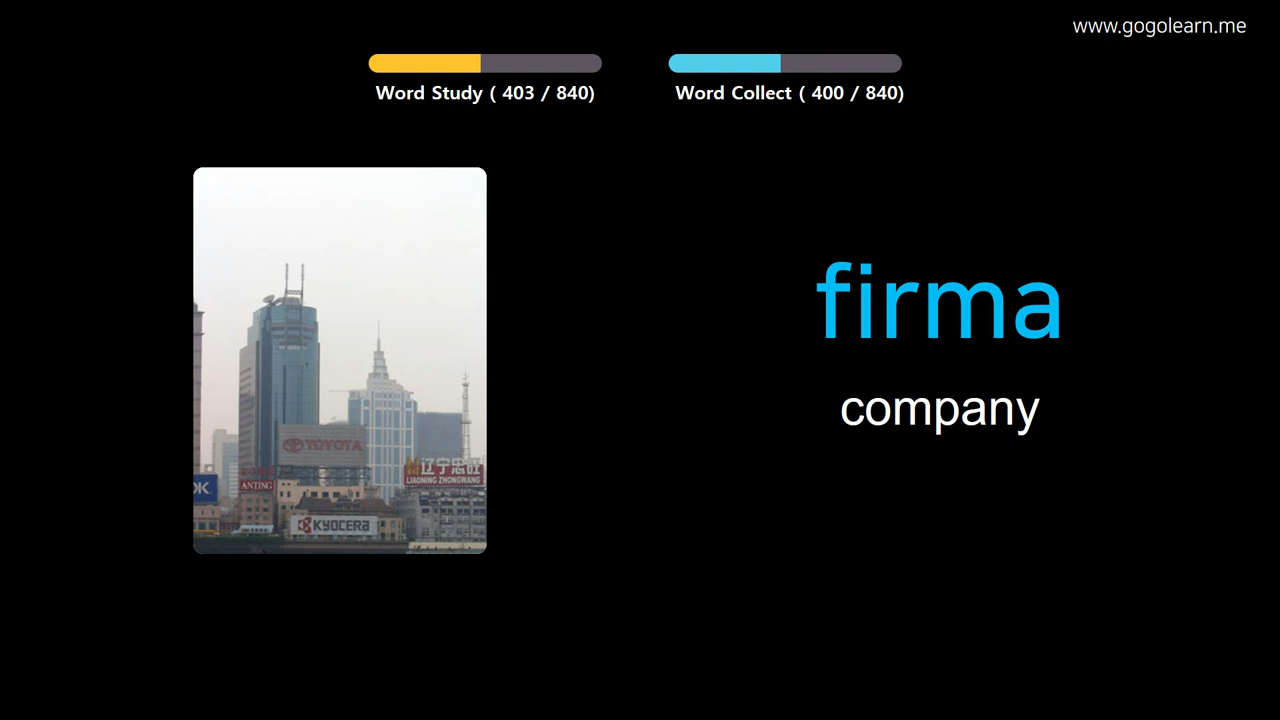 www.gogolearn.me
Word Study ( 403 / 840)
Word Collect ( 400 / 840)
firma
company
TOYOTA
辽宁忠旺
LIAONING ZHONGWANG
OK.
ANTING
KYOCERA